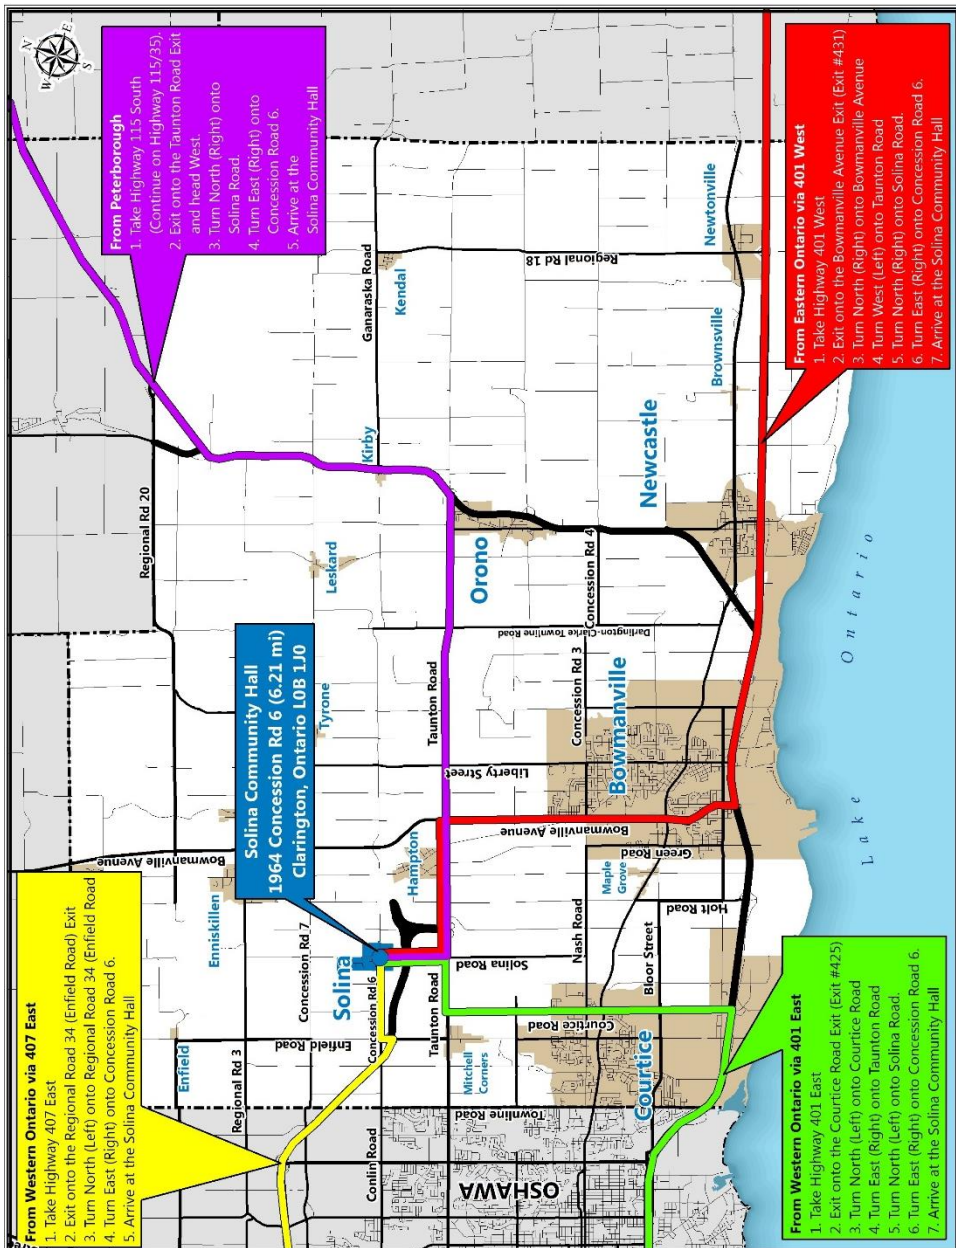 From Western Ontario via 407 East
1. Take Highway 407 East
2. Exit onto the Regional Road 34 (Enfield Road) Exit
3. Turn North (Left) onto Regional Road 34 (Enfield Road
4. Turn East (Right) onto Concession Road 6.
5. Arrive at the Solina Community Hall
Solina Community Hall
1964 Concession Rd 6 (6.21 mi)
Clarington, Ontario L0B 1J0
From Peterborough
1. Take Highway 115 South
(Continue on Highway 115/35).
2. Exit onto the Taunton Road Exit
and head West.
3. Turn North (Right) onto
Solina Road.
4. Turn East (Right) onto
Concession Road 6.
5. Arrive at the
Solina Community Hall
N
E
S
W
Enfield
Enniskillen
Bowmanville Avenue
Regional Rd 20
Regional Rd 3
Concession Rd 7
Tyrone
Leskard
Kirby
Ganaraska Road
Kendal
Enfield Road
Solina
Concession Rd 6
Hampton
Conlin Road
Taunton Road
Taunton Road
Orono
Mitchell
Corners
Solina Road
Liberty Street
Darlington-Clarke Townline Road
Regional Rd 18
OSHAWA
Townline Road
Courtice Road
Nash Road
Maple
Grove
Bowmanville Avenue
Concession Rd 3
Concession Rd 4
Courtice
Bloor Street
Green Road
Bowmanville
Newcastle
Holt Road
Brownsville
Newtonville
Lake Ontario
From Western Ontario via 401 East
1. Take Highway 401 East
2. Exit onto the Courtice Road Exit (Exit #425)
3. Turn North (Left) onto Courtice Road
4. Turn East (Right) onto Taunton Road
5. Turn North (Left) onto Solina Road.
6. Turn East (Right) onto Concession Road 6.
7. Arrive at the Solina Community Hall
From Eastern Ontario via 401 West
1. Take Highway 401 West
2. Exit onto the Bowmanville Avenue Exit (Exit #431)
3. Turn North (Right) onto Bowmanville Avenue
4. Turn West (Left) onto Taunton Road
5. Turn North (Right) onto Solina Road.
6. Turn East (Right) onto Concession Road 6.
7. Arrive at the Solina Community Hall